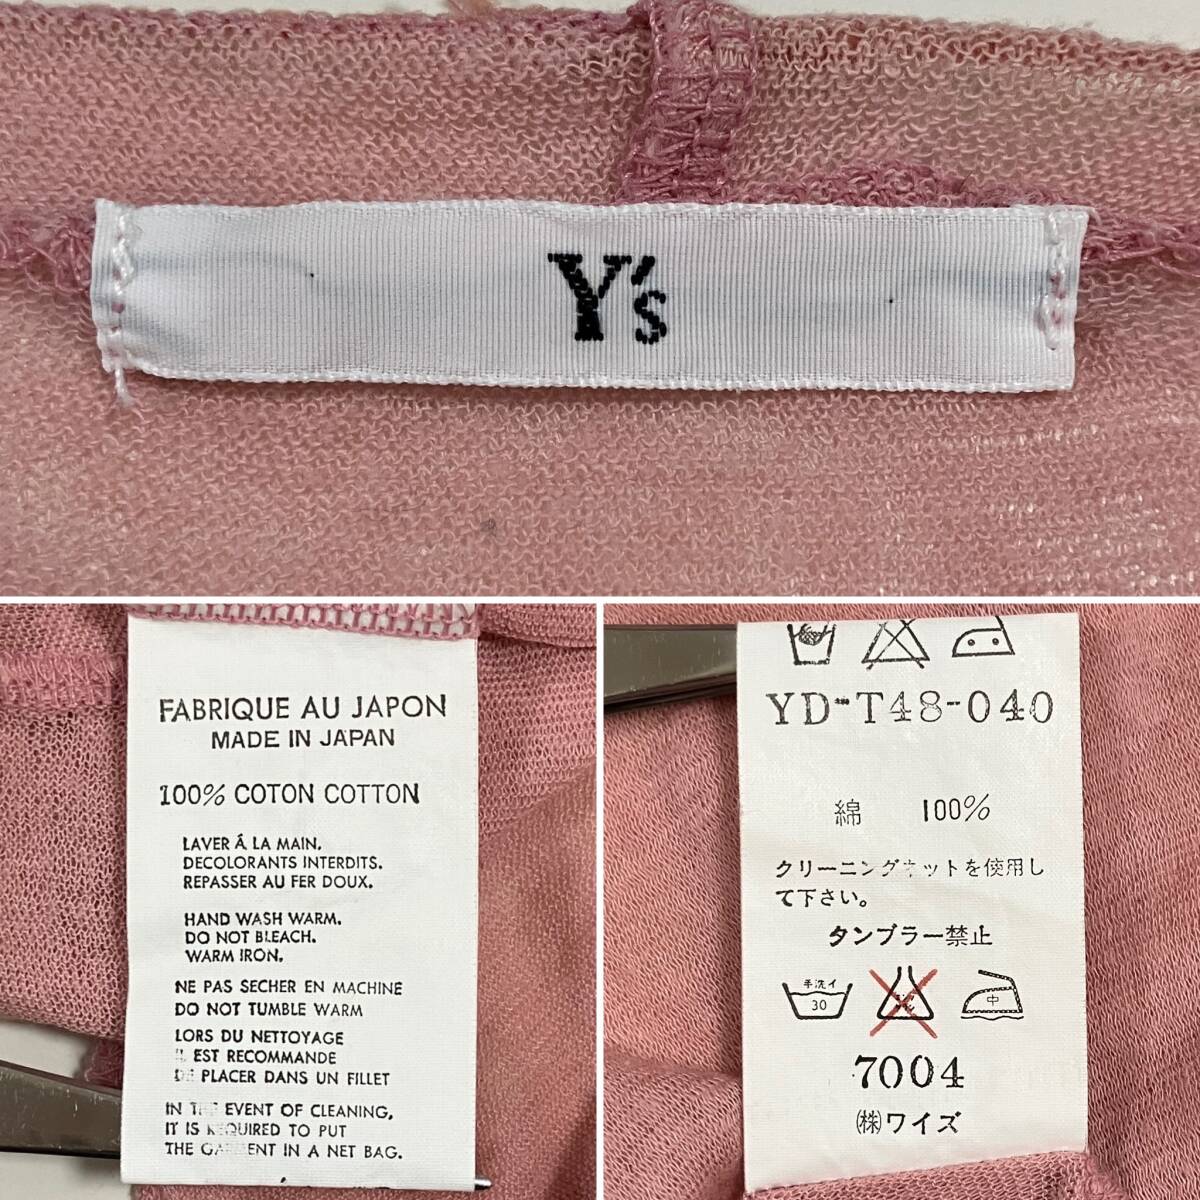 Y's
FABRIQUE AU JAPON
MADE IN JAPAN
100% COTON COTTON
LAVER Á LA MAIN.
DECOLORANTS INTERDITS.
REPASSER AU FER DOUX.
HAND WASH WARM.
DO NOT BLEACH.
WARM IRON.
NE PAS SECHER EN MACHINE
DO NOT TUMBLE WARM
LORS DU NETTOYAGE
IL EST RECOMMANDE
DE PLACER DANS UN FILLET
IN THE EVENT OF CLEANING,
IT IS REQUIRED TO PUT
THE GARMENT IN A NET BAG.
YD-T48-040
綿 100%
クリーニングネットを使用し
て下さい。
タンブラー禁止
手洗イ
30
中
7004
㈱ワイズ